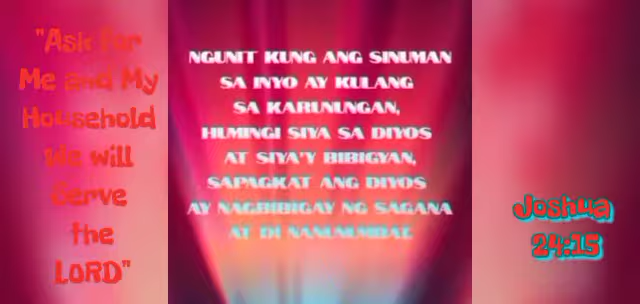 "Ask for
Me and My
Household
We will
Serve
the
LORD"
NGUNIT KUNG ANG SINUMAN
SA INYO AY KULANG
SA KARUNUNGAN,
HUMINGI SIYA SA DIYOS
AT SIYA'Y BIBIGYAN,
SAPAGKAT ANG DIYOS
AY NAGBIBIGAY NG SAGANA
AT DI NANUNUMBAT.
Joshua
24:15